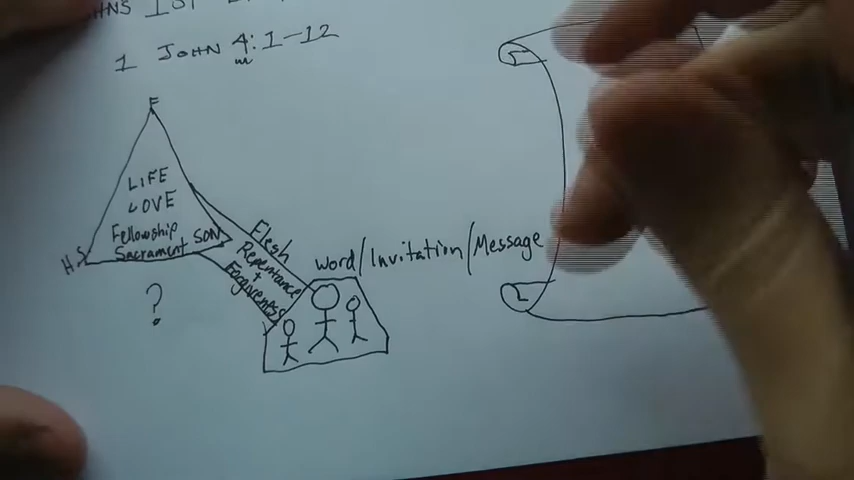 1 JOHN 4:1-12
F
LIFE
LOVE
Fellowship
Sacrament SON
HS
Flesh
Repentance
+
Forgiveness
word/Invitation/Message
?